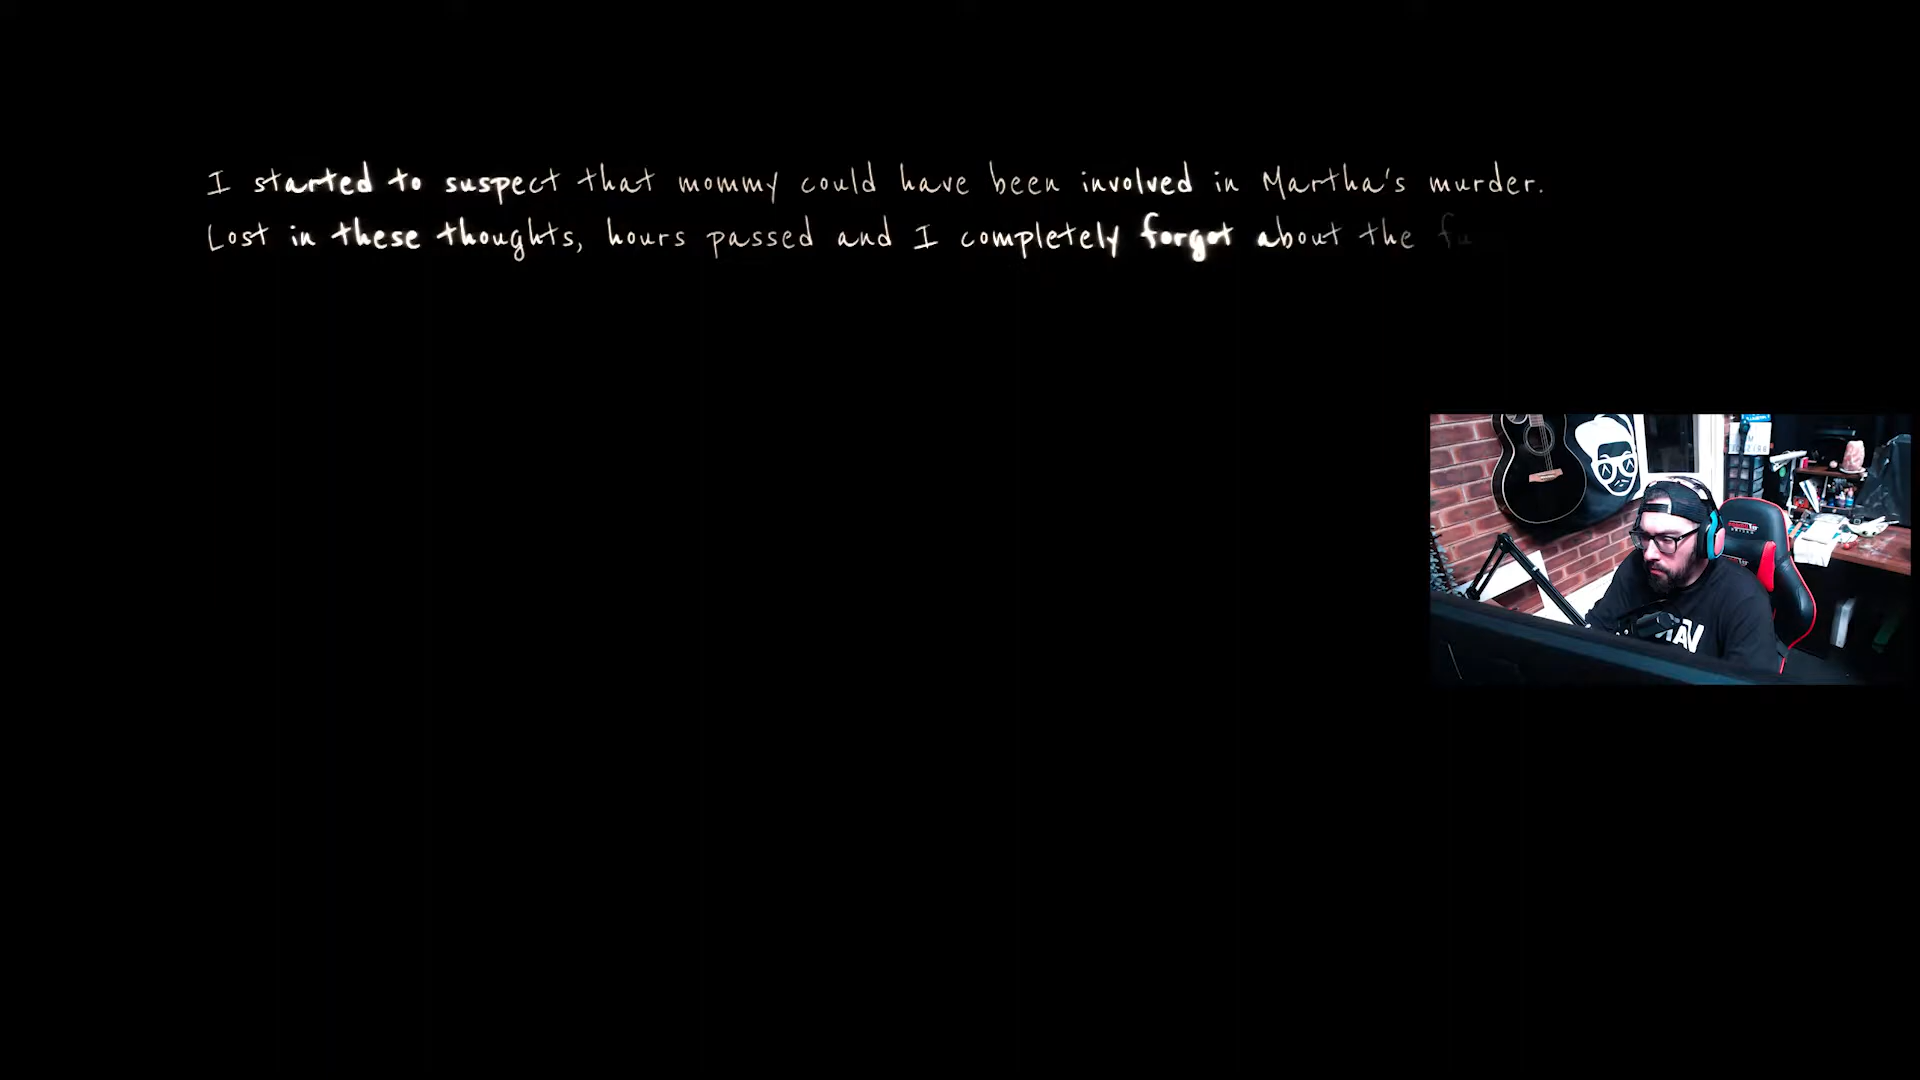 I started to suspect that mommy could have been involved in Martha's murder.
Lost in these thoughts, hours passed and I completely forgot about the